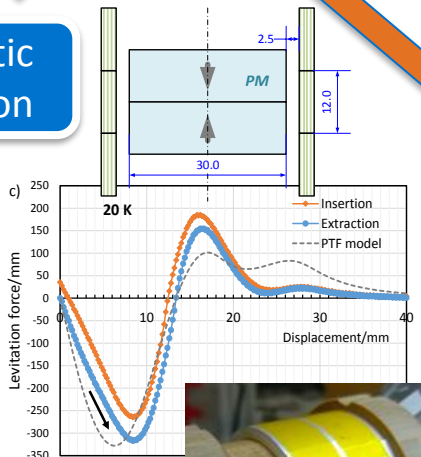 tic
on
2.5
PM
12.0
30.0
20 K
c)
250
200
150
100
50
0
-50
-100
-150
-200
-250
-300
-350
Levitation force/mm
Insertion
Extraction
PTF model
0
10
20
30
40
Displacement/mm